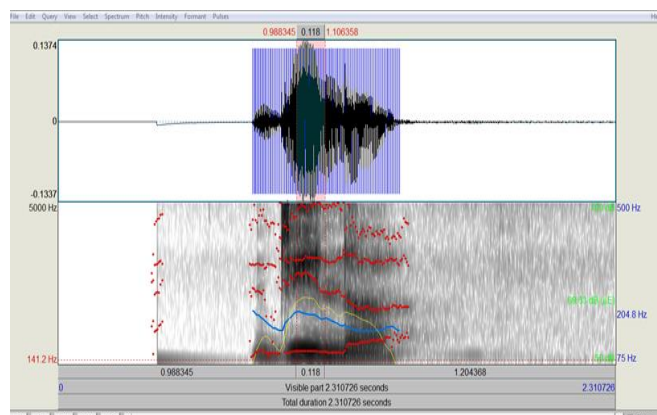 File Edit Query View Select Spectrum Pitch Intensity Formant Pulses
0.988345 0.118 1.106358
0.1374
0
-0.1337
5000 Hz
500 Hz
204.8 Hz
141.2 Hz
75 Hz
0.988345 0.118 1.204368
0 Visible part 2.310726 seconds 2.310726
Total duration 2.310726 seconds